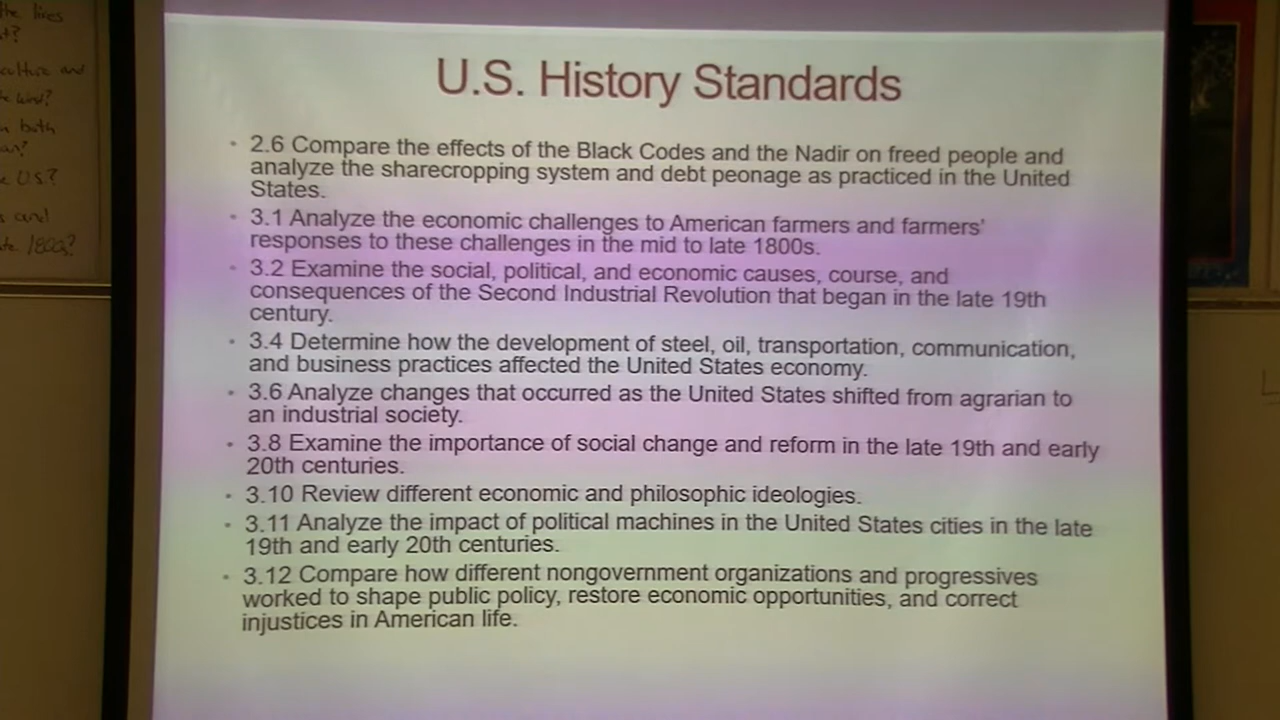 the lives
culture and
both
U.S.?
and
1800s?
U.S. History Standards
• 2.6 Compare the effects of the Black Codes and the Nadir on freed people and
analyze the sharecropping system and debt peonage as practiced in the United
States.
• 3.1 Analyze the economic challenges to American farmers and farmers'
responses to these challenges in the mid to late 1800s.
• 3.2 Examine the social, political, and economic causes, course, and
consequences of the Second Industrial Revolution that began in the late 19th
century.
• 3.4 Determine how the development of steel, oil, transportation, communication,
and business practices affected the United States economy.
• 3.6 Analyze changes that occurred as the United States shifted from agrarian to
an industrial society.
• 3.8 Examine the importance of social change and reform in the late 19th and early
20th centuries.
• 3.10 Review different economic and philosophic ideologies.
• 3.11 Analyze the impact of political machines in the United States cities in the late
19th and early 20th centuries.
• 3.12 Compare how different nongovernment organizations and progressives
worked to shape public policy, restore economic opportunities, and correct
injustices in American life.